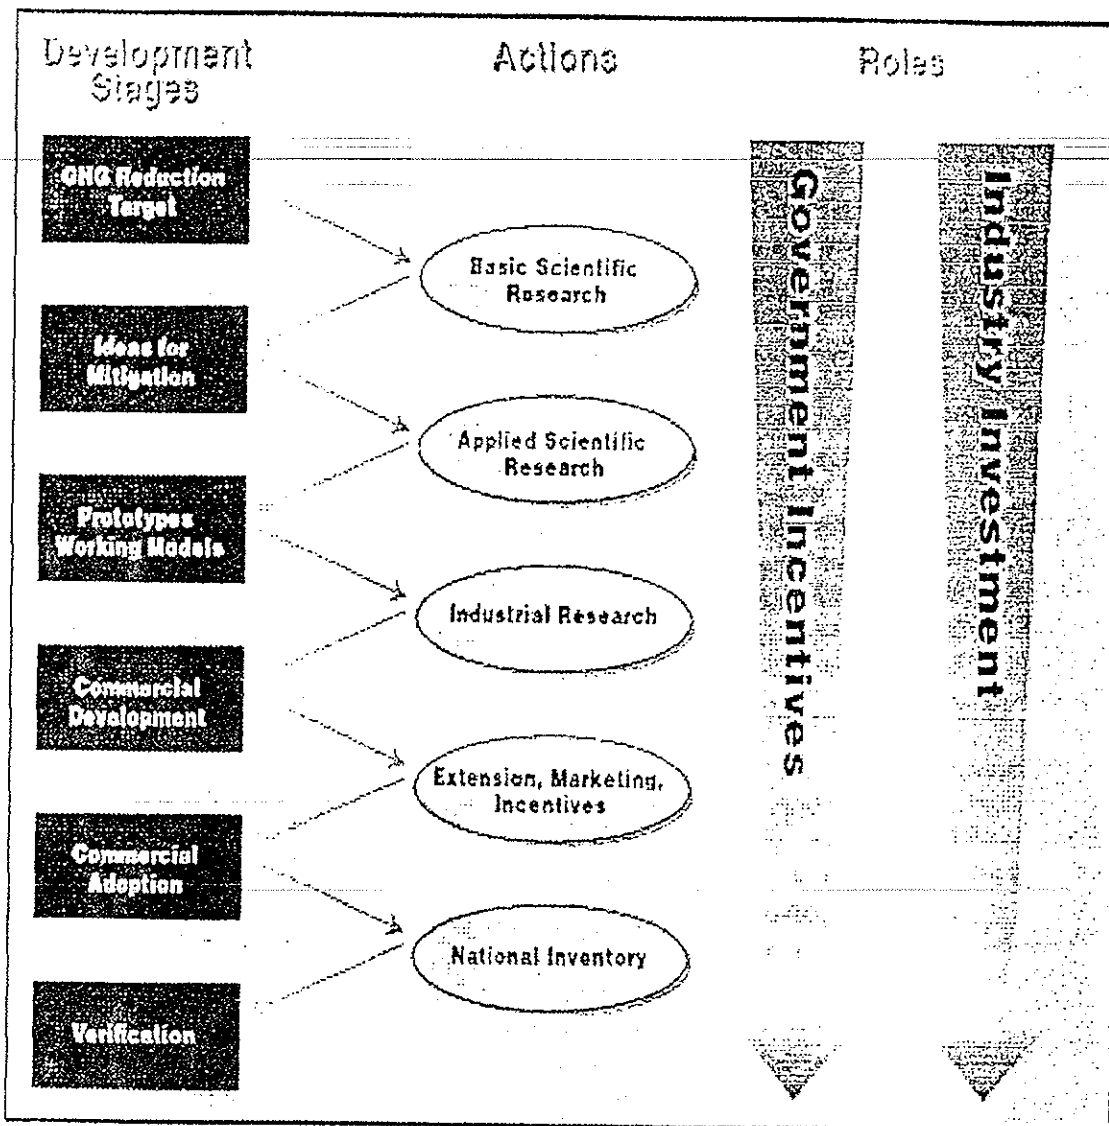 Development
Stages
Actions
Roles
GHG Reduction
Target
Basic Scientific
Research
Ideas for
Mitigation
Applied Scientific
Research
Prototypes
Working Models
Industrial Research
Commercial
Development
Extension, Marketing,
Incentives
Commercial
Adoption
National Inventory
Verification
Government Incentives
Industry Investment